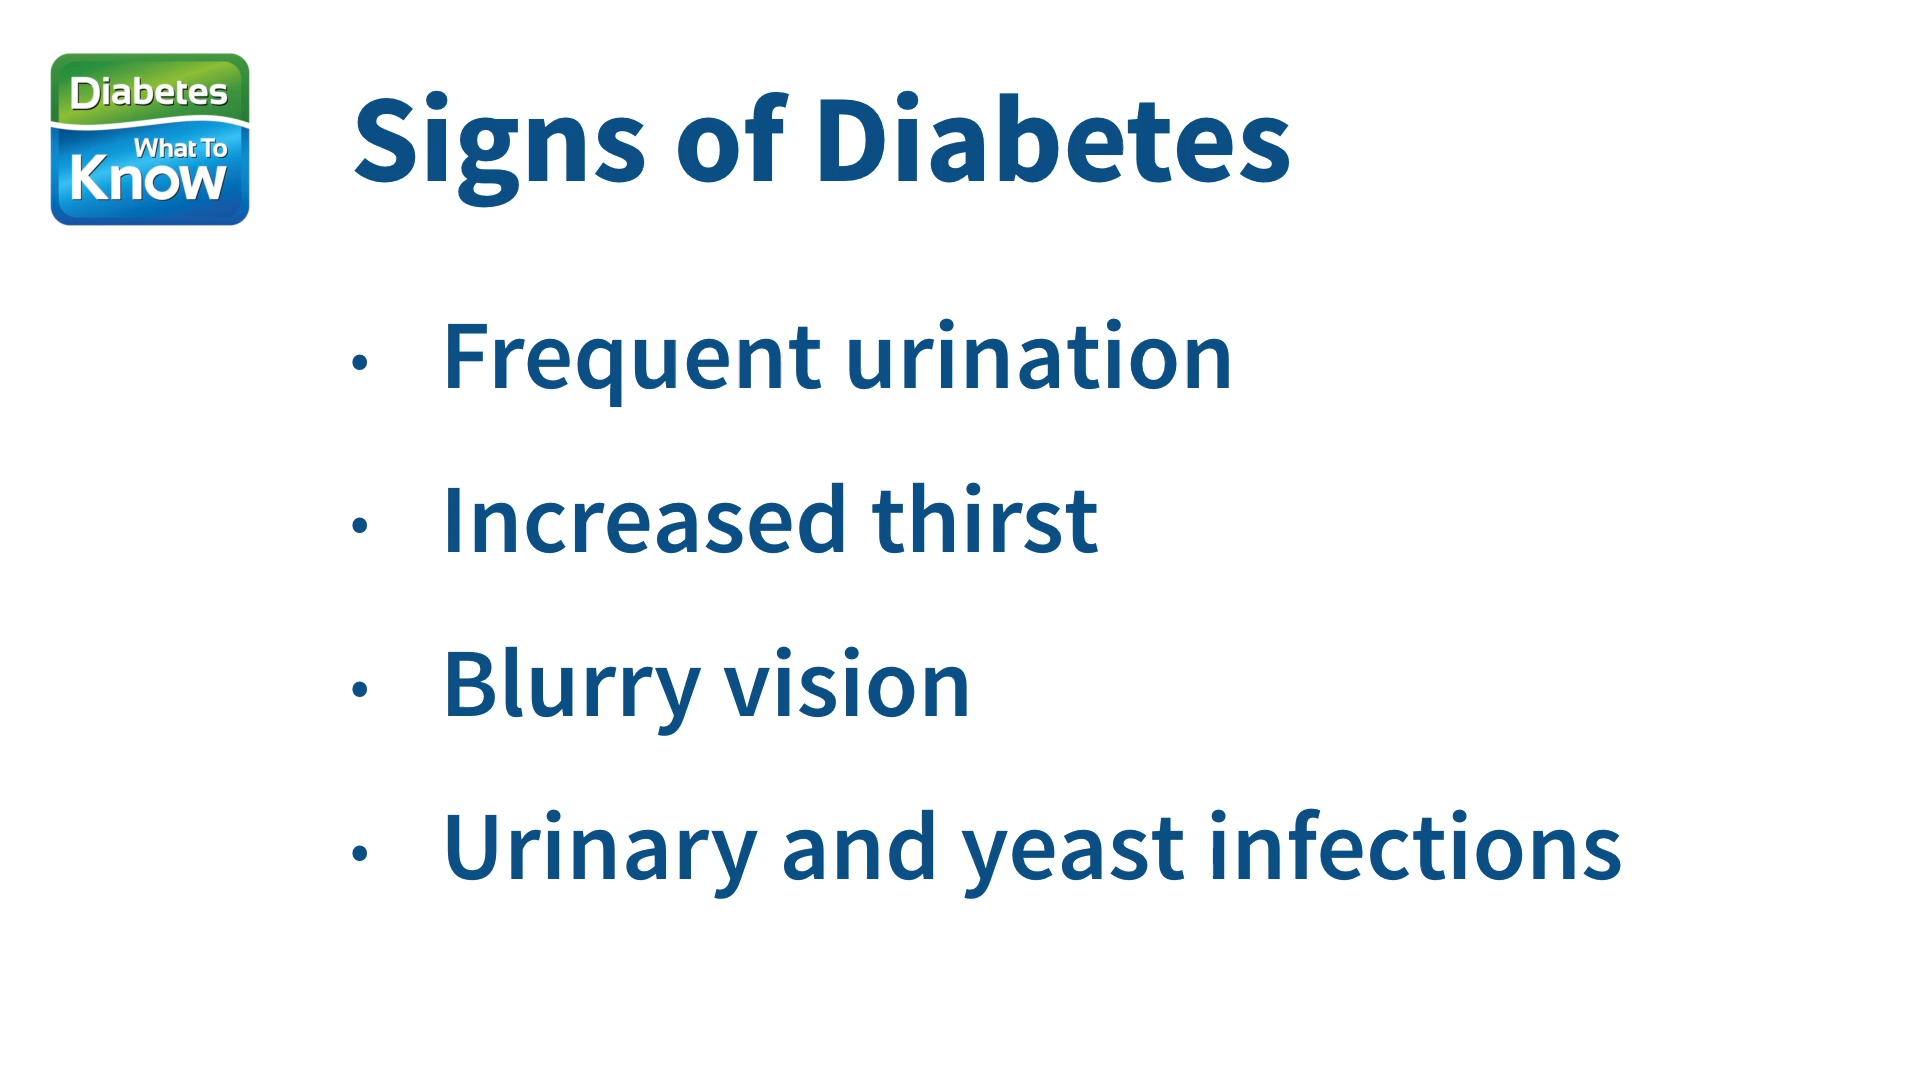 Diabetes
What To
Know
Signs of Diabetes
• Frequent urination
• Increased thirst
• Blurry vision
• Urinary and yeast infections